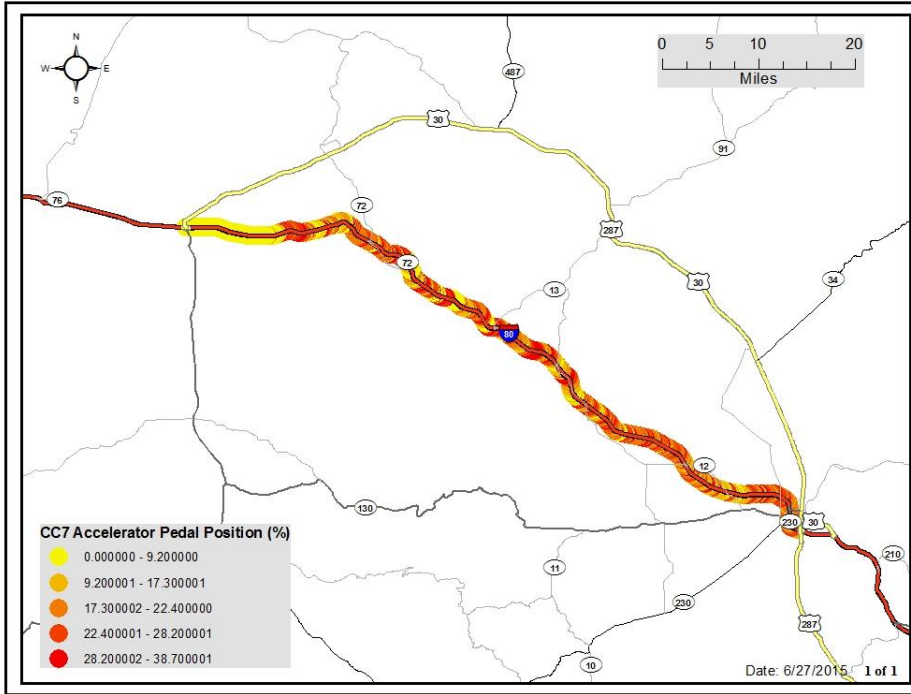 N
W E
S
0 5 10 20
Miles
487
30
91
76
72
287
72
30
34
13
80
12
130
230
30
210
11
230
287
10
CC7 Accelerator Pedal Position (%)
0.000000 - 9.200000
9.200001 - 17.300001
17.300002 - 22.400000
22.400001 - 28.200001
28.200002 - 38.700001
Date: 6/27/2015 1 of 1